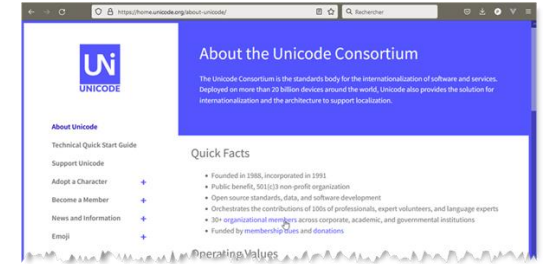 https://home.unicode.org/about-unicode/
Rechercher
UNICODE
About the Unicode Consortium
The Unicode Consortium is the standards body for the internationalization of software and services.
Deployed on more than 20 billion devices around the world, Unicode also provides the solution for
internationalization and the architecture to support localization.
About Unicode
Technical Quick Start Guide
Support Unicode
Adopt a Character +
Become a Member +
News and Information +
Emoji +
Quick Facts
• Founded in 1988, incorporated in 1991
• Public benefit, 501(c)3 non-profit organization
• Open source standards, data, and software development
• Orchestrates the contributions of 100s of professionals, expert volunteers, and language experts
• 30+ organizational members across corporate, academic, and governmental institutions
• Funded by membership dues and donations
Operating Values